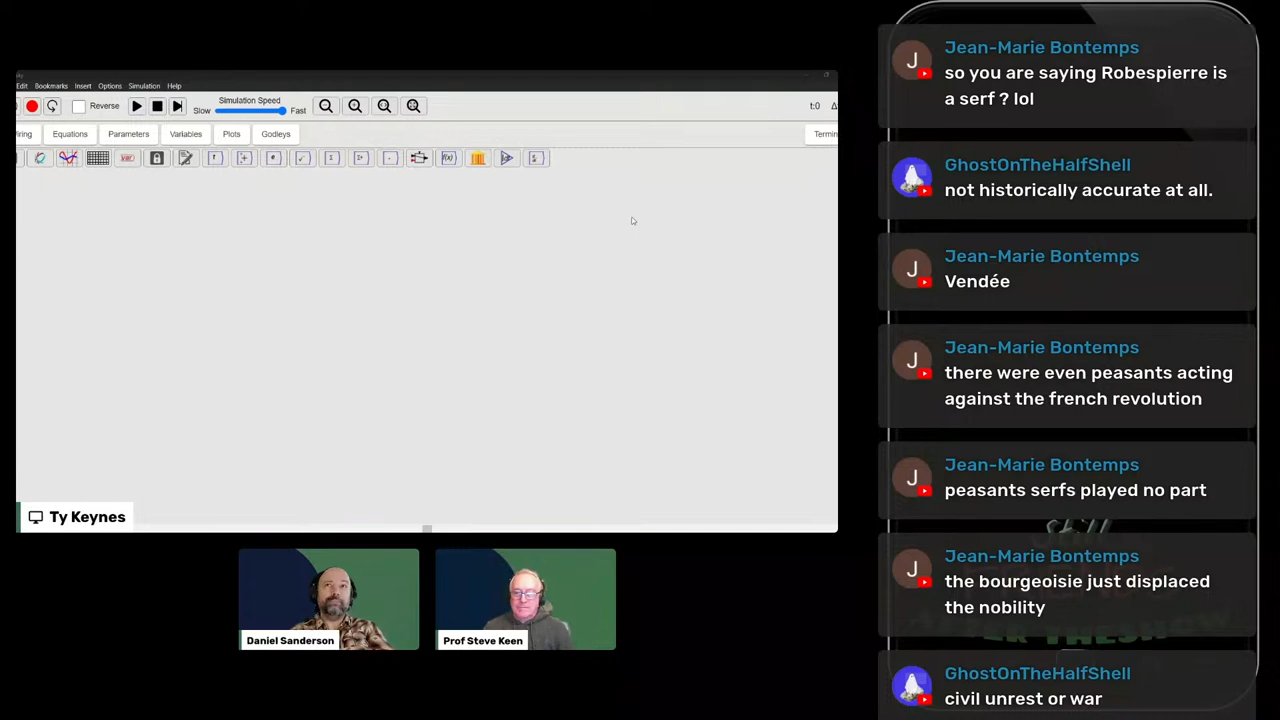 Edit Bookmarks Insert Options Simulation Help
Reverse
Simulation Speed
Slow Fast
t:0
Equations Parameters Variables Plots Godleys
var
f(x)
Ty Keynes
Daniel Sanderson
Prof Steve Keen
Jean-Marie Bontemps
so you are saying Robespierre is
a serf ? lol
GhostOnTheHalfShell
not historically accurate at all.
Jean-Marie Bontemps
Vendée
Jean-Marie Bontemps
there were even peasants acting
against the french revolution
Jean-Marie Bontemps
peasants serfs played no part
Jean-Marie Bontemps
the bourgeoisie just displaced
the nobility
GhostOnTheHalfShell
civil unrest or war
J
J
J
J
J